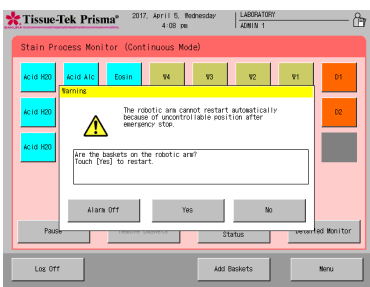 Tissue-Tek Prisma®
2017, April 5, Wednesday
4:08 pm
LABORATORY
ADMIN 1
Stain Process Monitor (Continuous Mode)
Acid H2O
Acid Alc
Eosin
W4
W3
W2
W1
D1
Warning
Acid H2O
D2
Acid H2O
The robotic arm cannot restart automatically
because of uncontrollable position after
emergency stop.
Are the baskets on the robotic arm?
Touch [Yes] to restart.
Alarm Off
Yes
No
Pause
Status
Detailed Monitor
Log Off
Add Baskets
Menu